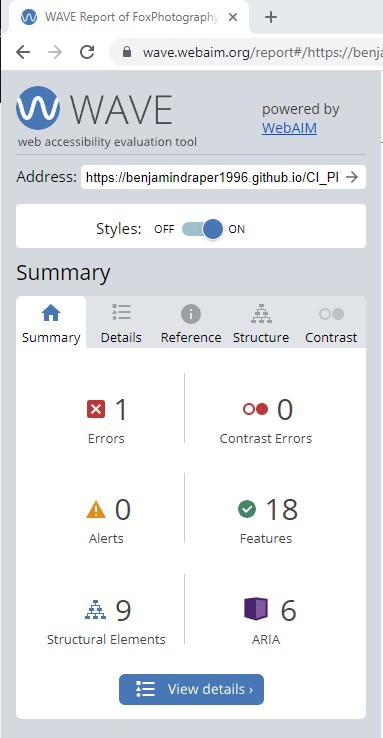 WAVE Report of FoxPhotography
wave.webaim.org/report#/https://benja
WAVE
powered by
WebAIM
web accessibility evaluation tool
Address: https://benjamindraper1996.github.io/CI_PI
Styles: OFF ON
Summary
Summary Details Reference Structure Contrast
1 0
Errors Contrast Errors
0 18
Alerts Features
9 6
Structural Elements ARIA
View details ›